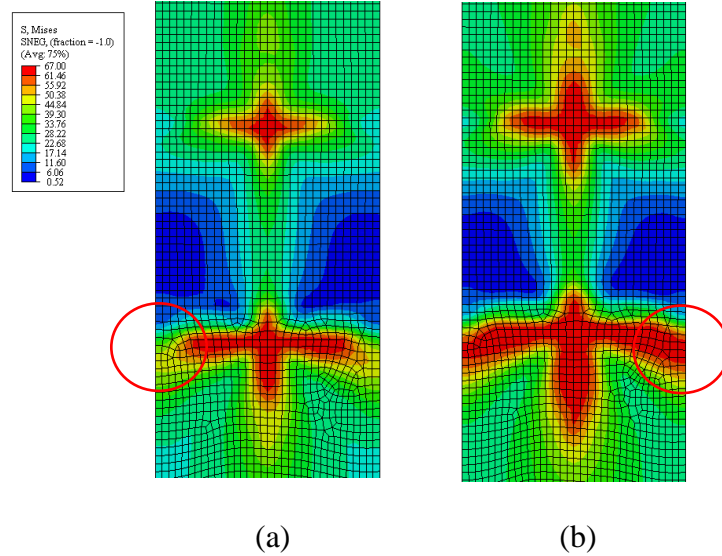 S, Mises
SNEG, (fraction = -1.0)
(Avg: 75%)
67.00
61.46
55.92
50.38
44.84
39.30
33.76
28.22
22.68
17.14
11.60
6.06
0.52
(a)
(b)